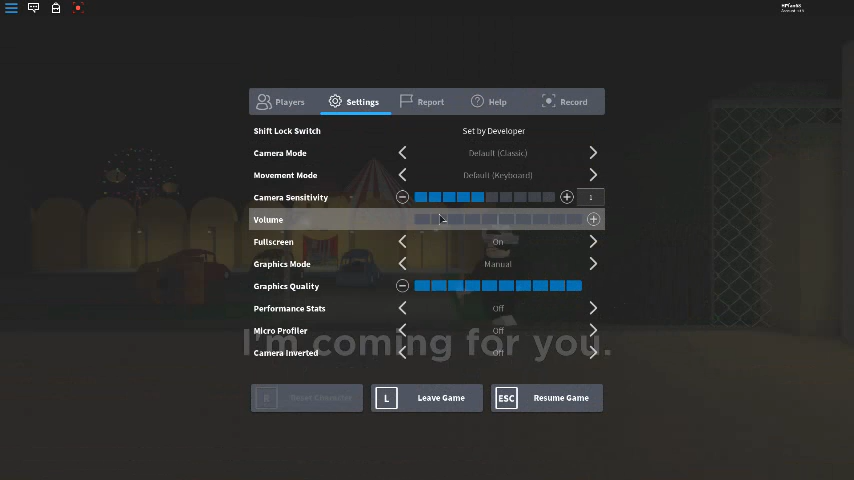 Players Settings Report Help Record
Shift Lock Switch Set by Developer
Camera Mode Default (Classic)
Movement Mode Default (Keyboard)
Camera Sensitivity 1
Volume
Fullscreen On
Graphics Mode Manual
Graphics Quality
Performance Stats Off
Micro Profiler Off
I'm coming for you.
Camera Inverted Off
R Reset Character L Leave Game ESC Resume Game